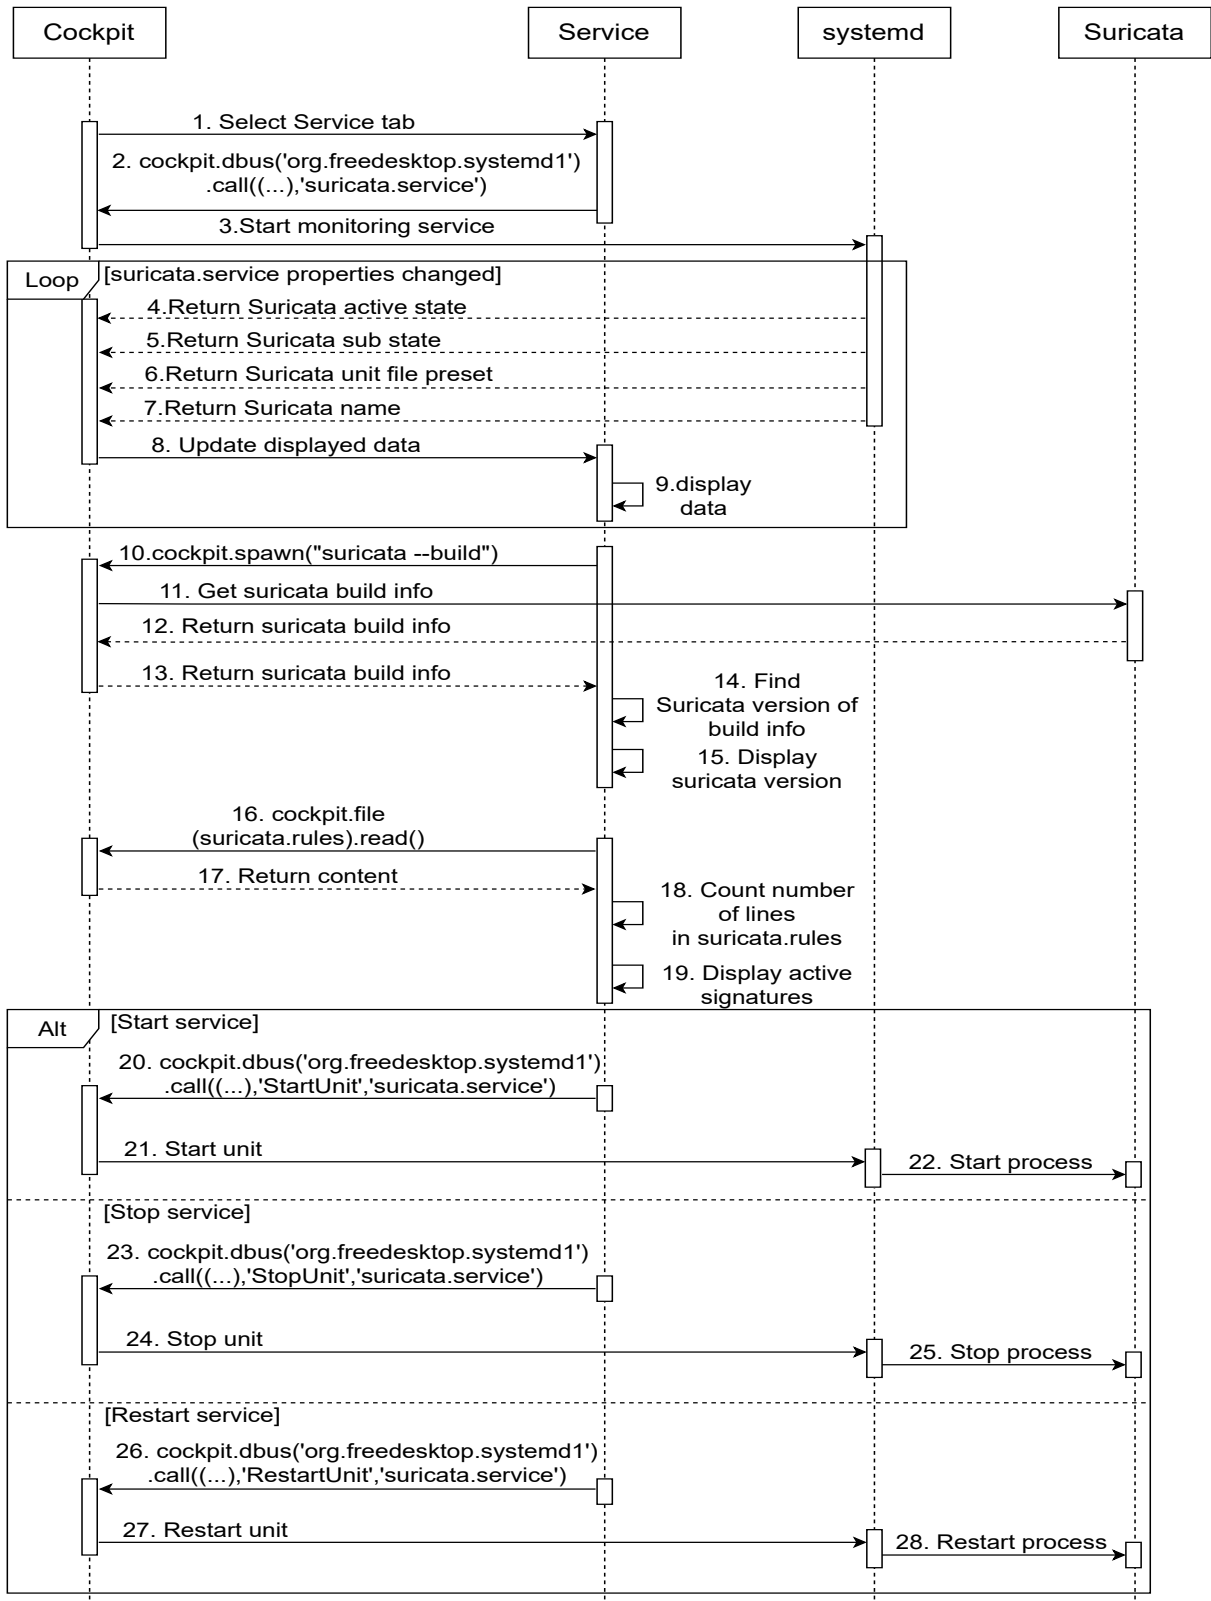 Cockpit
Service
systemd
Suricata
1. Select Service tab
2. cockpit.dbus('org.freedesktop.systemd1')
.call((...),'suricata.service')
3.Start monitoring service
Loop
[suricata.service properties changed]
4.Return Suricata active state
5.Return Suricata sub state
6.Return Suricata unit file preset
7.Return Suricata name
8. Update displayed data
9.display
data
10.cockpit.spawn("suricata --build")
11. Get suricata build info
12. Return suricata build info
13. Return suricata build info
14. Find
Suricata version of
build info
15. Display
suricata version
16. cockpit.file
(suricata.rules).read()
17. Return content
18. Count number
of lines
in suricata.rules
19. Display active
signatures
Alt
[Start service]
20. cockpit.dbus('org.freedesktop.systemd1')
.call((...),'StartUnit','suricata.service')
21. Start unit
22. Start process
[Stop service]
23. cockpit.dbus('org.freedesktop.systemd1')
.call((...),'StopUnit','suricata.service')
24. Stop unit
25. Stop process
[Restart service]
26. cockpit.dbus('org.freedesktop.systemd1')
.call((...),'RestartUnit','suricata.service')
27. Restart unit
28. Restart process